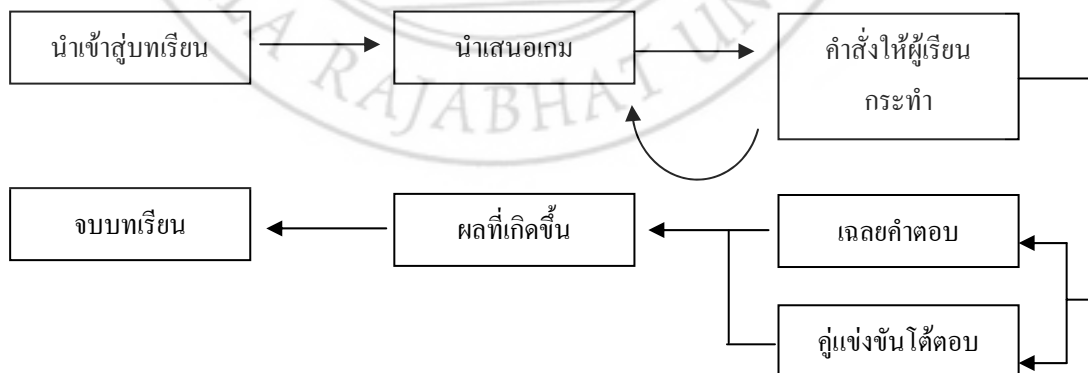 นำเข้าสู่บทเรียน
นำเสนอเกม
คำสั่งให้ผู้เรียน
กระทำ
จบบทเรียน
ผลที่เกิดขึ้น
เฉลยคำตอบ
คู่แข่งขันโต้ตอบ
LA RAJABHAT UN